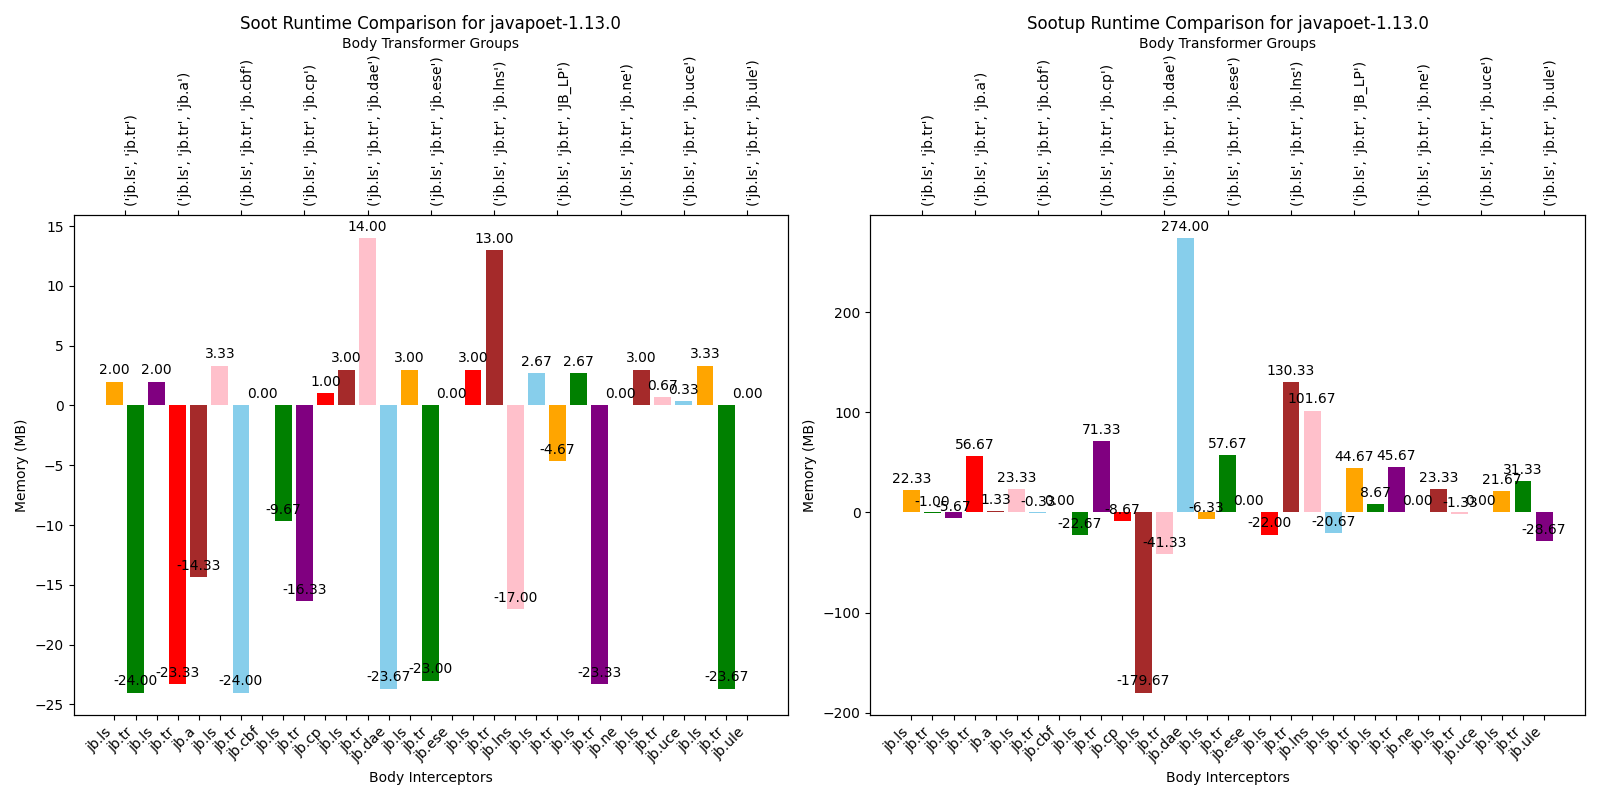 Soot Runtime Comparison for javapoet-1.13.0
Body Transformer Groups
('jb.ls', 'jb.tr')
('jb.ls', 'jb.tr', 'jb.a')
('jb.ls', 'jb.tr', 'jb.cbf')
('jb.ls', 'jb.tr', 'jb.cp')
('jb.ls', 'jb.tr', 'jb.dae')
('jb.ls', 'jb.tr', 'jb.ese')
('jb.ls', 'jb.tr', 'jb.lns')
('jb.ls', 'jb.tr', 'JB_LP')
('jb.ls', 'jb.tr', 'jb.ne')
('jb.ls', 'jb.tr', 'jb.uce')
('jb.ls', 'jb.tr', 'jb.ule')
Memory (MB)
15
10
5
0
−5
−10
−15
−20
−25
2.00
-24.00
2.00
-23.33
-14.33
3.33
-24.00
0.00
-9.67
-16.33
1.00
3.00
14.00
-23.67
3.00
-23.00
0.00
3.00
13.00
-17.00
2.67
-4.67
2.67
-23.33
0.00
3.00
0.67
0.33
3.33
-23.67
0.00
jb.ls
jb.tr
jb.ls
jb.tr
jb.a
jb.ls
jb.tr
jb.cbf
jb.ls
jb.tr
jb.cp
jb.ls
jb.tr
jb.dae
jb.ls
jb.tr
jb.ese
jb.ls
jb.tr
jb.lns
jb.ls
jb.tr
jb.ls
jb.tr
jb.ne
jb.ls
jb.tr
jb.uce
jb.ls
jb.tr
jb.ule
Body Interceptors
Sootup Runtime Comparison for javapoet-1.13.0
Body Transformer Groups
('jb.ls', 'jb.tr')
('jb.ls', 'jb.tr', 'jb.a')
('jb.ls', 'jb.tr', 'jb.cbf')
('jb.ls', 'jb.tr', 'jb.cp')
('jb.ls', 'jb.tr', 'jb.dae')
('jb.ls', 'jb.tr', 'jb.ese')
('jb.ls', 'jb.tr', 'jb.lns')
('jb.ls', 'jb.tr', 'JB_LP')
('jb.ls', 'jb.tr', 'jb.ne')
('jb.ls', 'jb.tr', 'jb.uce')
('jb.ls', 'jb.tr', 'jb.ule')
Memory (MB)
200
100
0
−100
−200
22.33
-1.00
-5.67
56.67
1.33
23.33
-0.33
0.00
-22.67
71.33
-8.67
-179.67
-41.33
274.00
-6.33
57.67
0.00
-22.00
130.33
101.67
-20.67
44.67
8.67
45.67
0.00
23.33
-1.33
0.00
21.67
31.33
-28.67
jb.ls
jb.tr
jb.ls
jb.tr
jb.a
jb.ls
jb.tr
jb.cbf
jb.ls
jb.tr
jb.cp
jb.ls
jb.tr
jb.dae
jb.ls
jb.tr
jb.ese
jb.ls
jb.tr
jb.lns
jb.ls
jb.tr
jb.ls
jb.tr
jb.ne
jb.ls
jb.tr
jb.uce
jb.ls
jb.tr
jb.ule
Body Interceptors